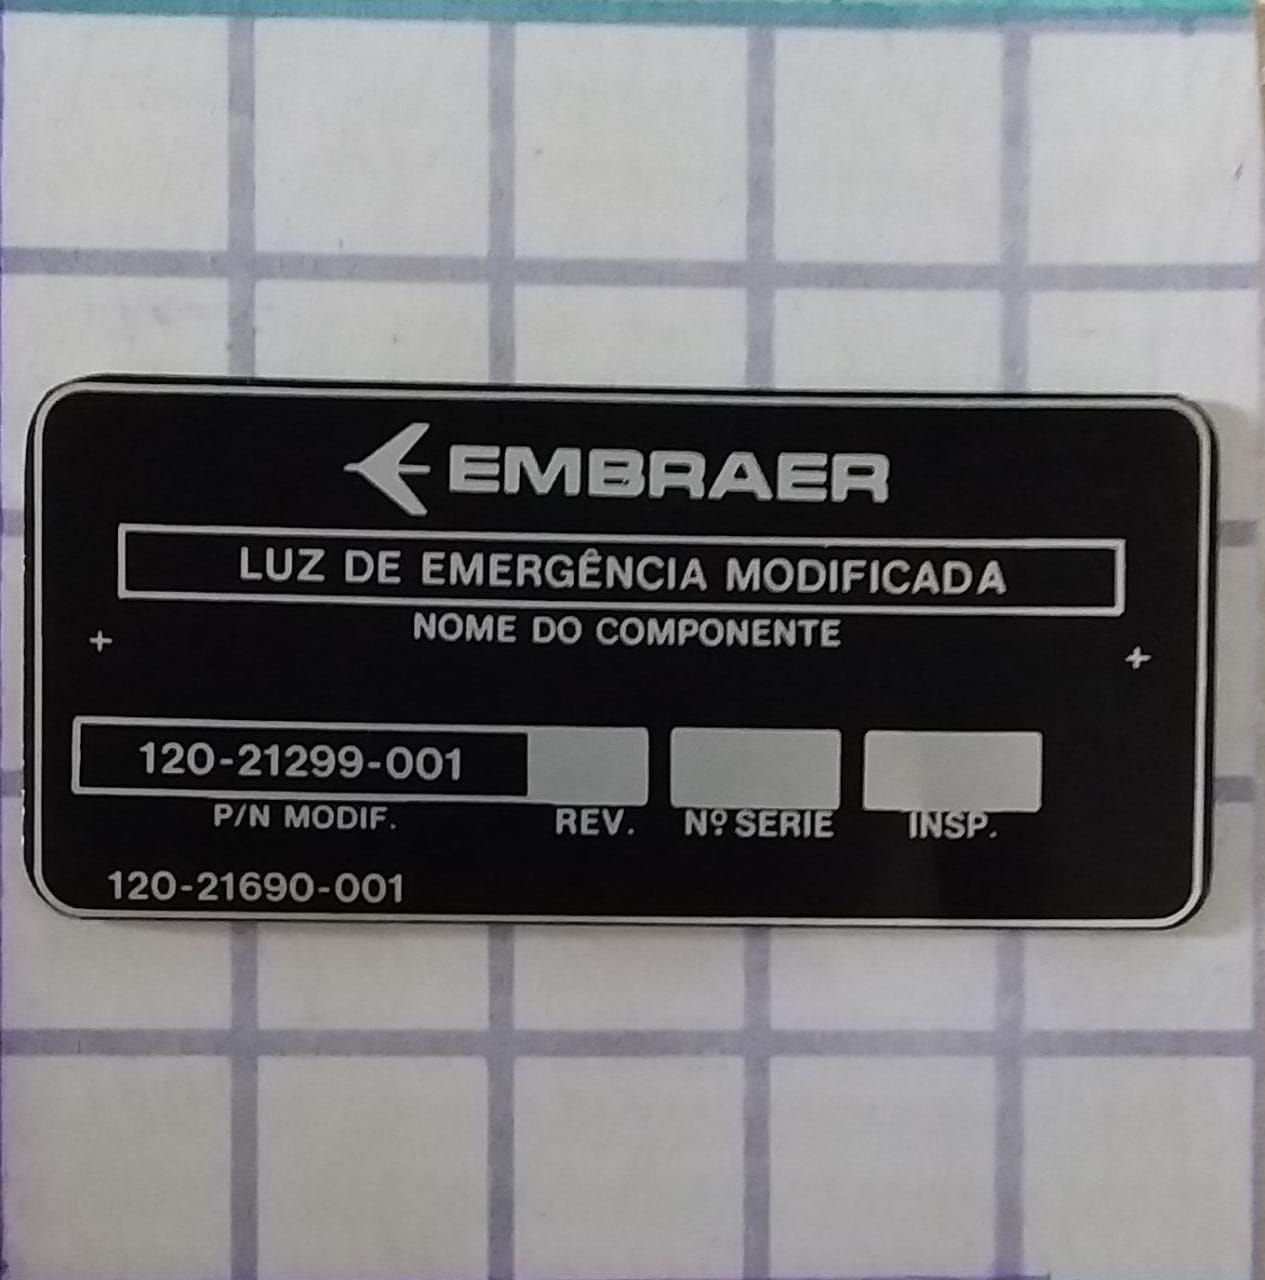 EMBRAER
LUZ DE EMERGÊNCIA MODIFICADA
NOME DO COMPONENTE
120-21299-001
P/N MODIF. REV. Nº SERIE INSP.
120-21690-001